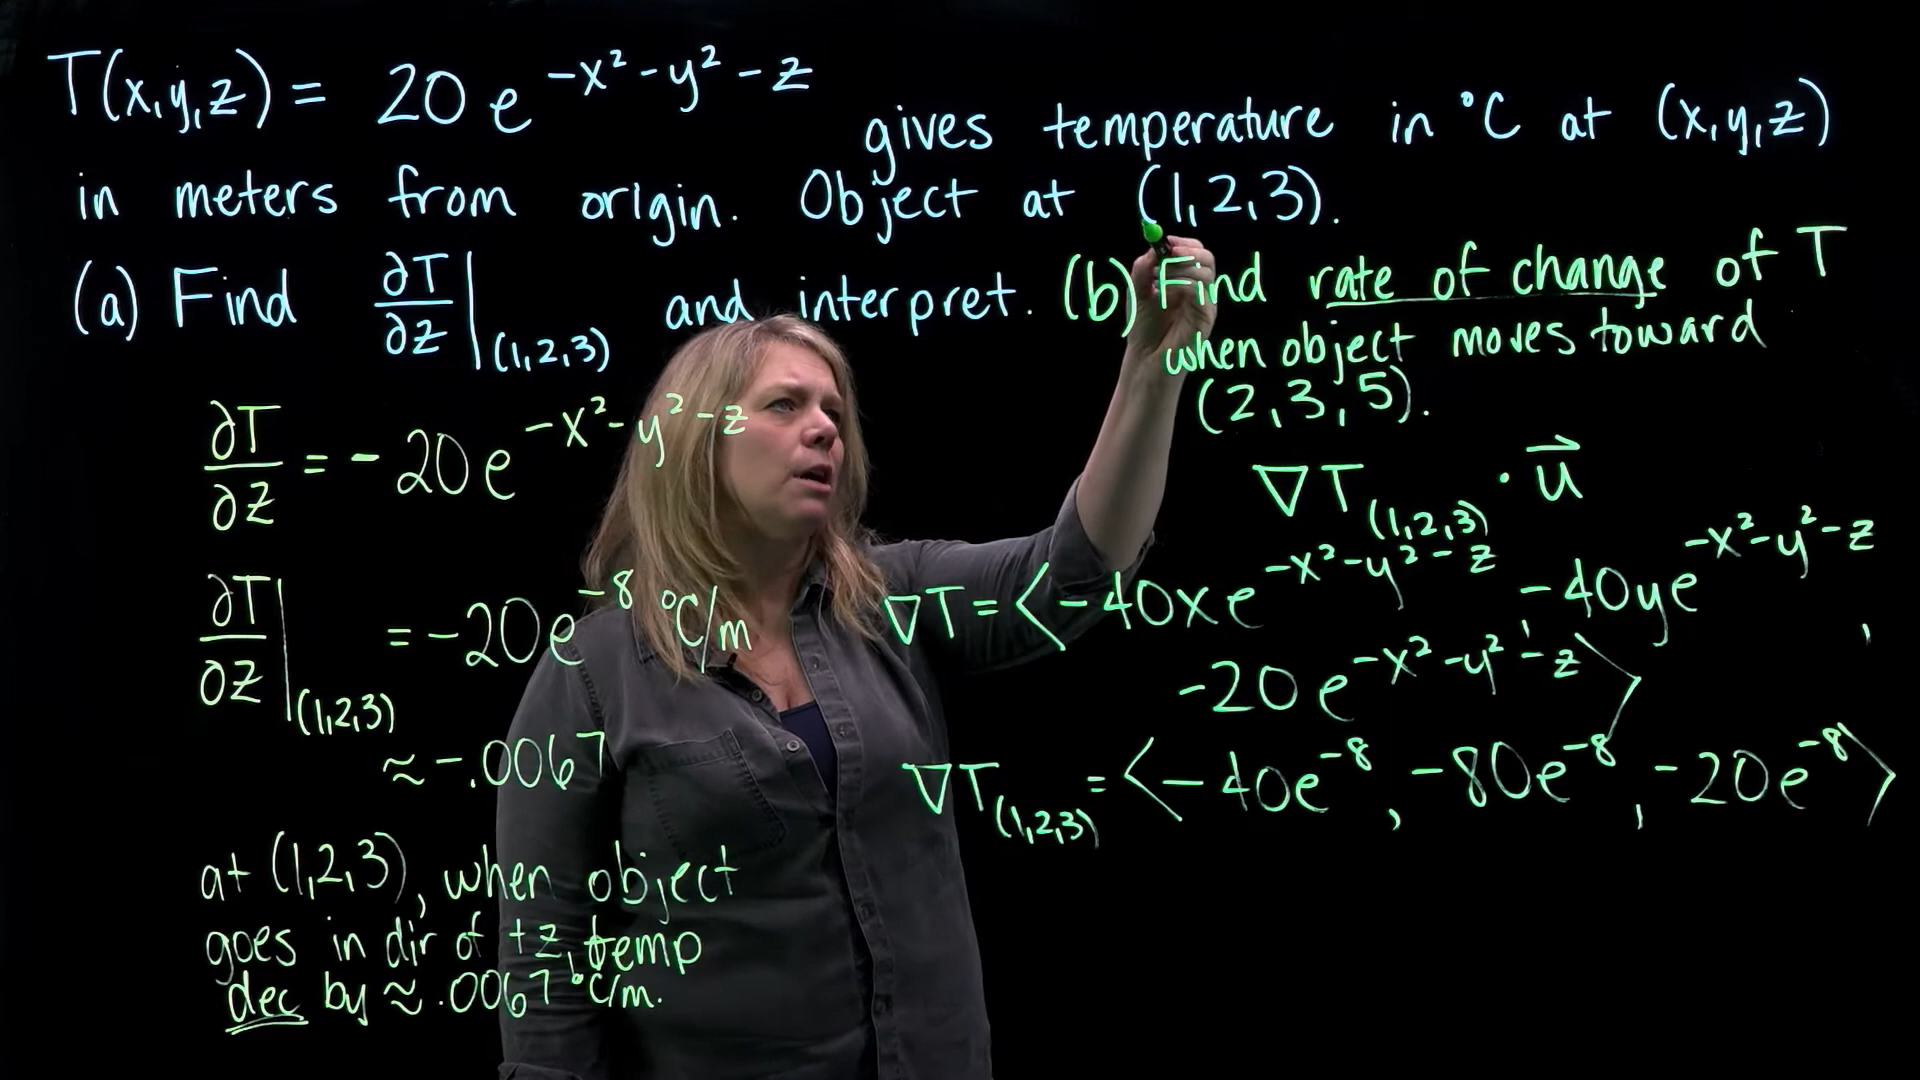 T(x,y,z) = 20 e^{-x² - y² - z} gives temperature in °C at (x,y,z)
in meters from origin. Object at (1,2,3).
(a) Find ∂T/∂z |_(1,2,3) and interpret.
∂T/∂z = -20e^{-x² - y² - z}
∂T/∂z |_(1,2,3) = -20e^{-8} °C/m
≈ -.0067
at (1,2,3), when object
goes in dir of +z, temp
dec by ≈ .0067 °C/m.
(b) Find rate of change of T
when object moves toward
(2,3,5).
∇T_(1,2,3) · u⃗
∇T = ⟨-40xe^{-x² - y² - z}, -40ye^{-x² - y² - z},
-20e^{-x² - y² - z}⟩
∇T_(1,2,3) = ⟨-40e^{-8}, -80e^{-8}, -20e^{-8}⟩